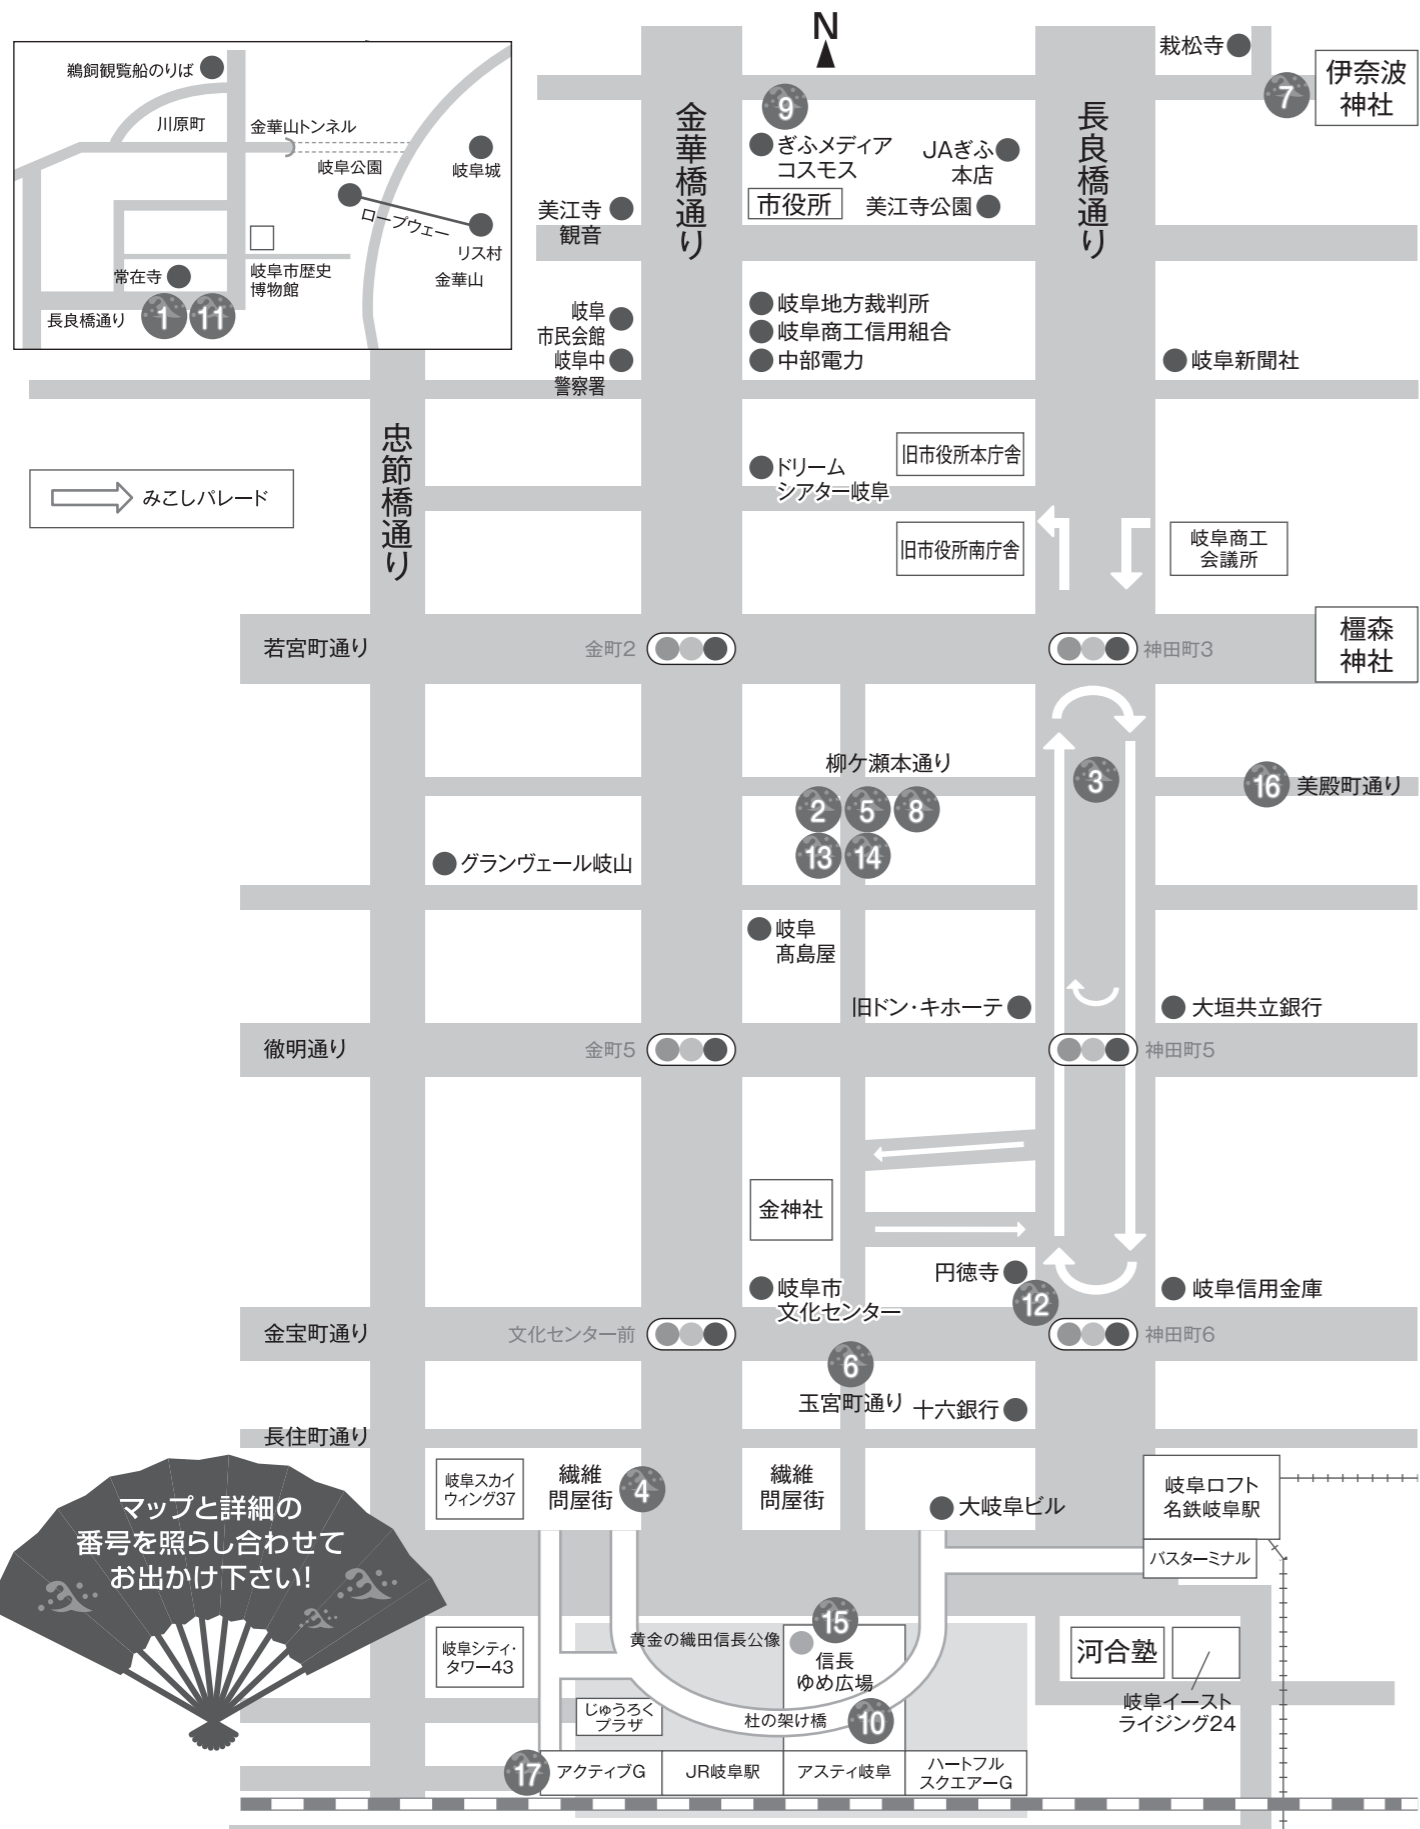 N
栽松寺
7
伊奈波
神社
鵜飼観覧船のりば
川原町
金華山トンネル
岐阜公園
岐阜城
ロープウェー
リス村
金華山
常在寺
岐阜市歴史
博物館
長良橋通り
1
11
金華橋通り
長良橋通り
9
ぎふメディア
コスモス
JAぎふ
本店
市役所
美江寺公園
美江寺
観音
岐阜
市民会館
岐阜中
警察署
岐阜地方裁判所
岐阜商工信用組合
中部電力
岐阜新聞社
忠節橋通り
みこしパレード
ドリーム
シアター岐阜
旧市役所本庁舎
旧市役所南庁舎
岐阜商工
会議所
若宮町通り
金町2
神田町3
橿森
神社
柳ケ瀬本通り
2
5
8
13
14
3
16
美殿町通り
グランヴェール岐山
岐阜
髙島屋
旧ドン・キホーテ
大垣共立銀行
徹明通り
金町5
神田町5
金神社
円徳寺
12
岐阜市
文化センター
岐阜信用金庫
金宝町通り
文化センター前
神田町6
6
玉宮町通り
十六銀行
長住町通り
岐阜スカイ
ウィング37
繊維
問屋街
4
繊維
問屋街
大岐阜ビル
岐阜ロフト
名鉄岐阜駅
バスターミナル
マップと詳細の
番号を照らし合わせて
お出かけ下さい!
岐阜シティ・
タワー43
黄金の織田信長公像
15
信長
ゆめ広場
河合塾
岐阜イースト
ライジング24
じゅうろく
プラザ
杜の架け橋
10
17
アクティブG
JR岐阜駅
アスティ岐阜
ハートフル
スクエアーG